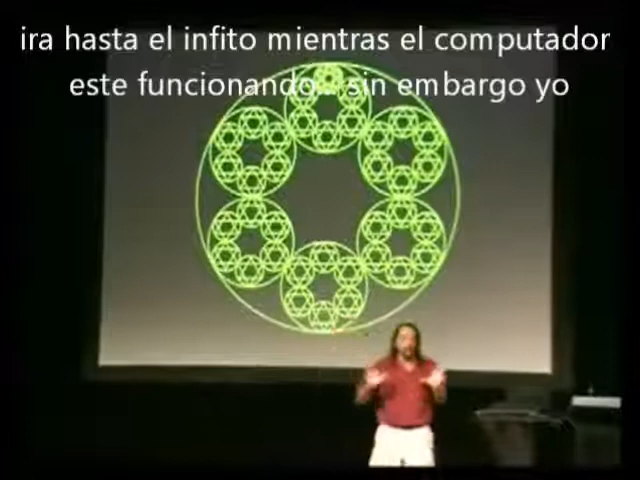 ira hasta el infito mientras el computador
este funcionando... sin embargo yo